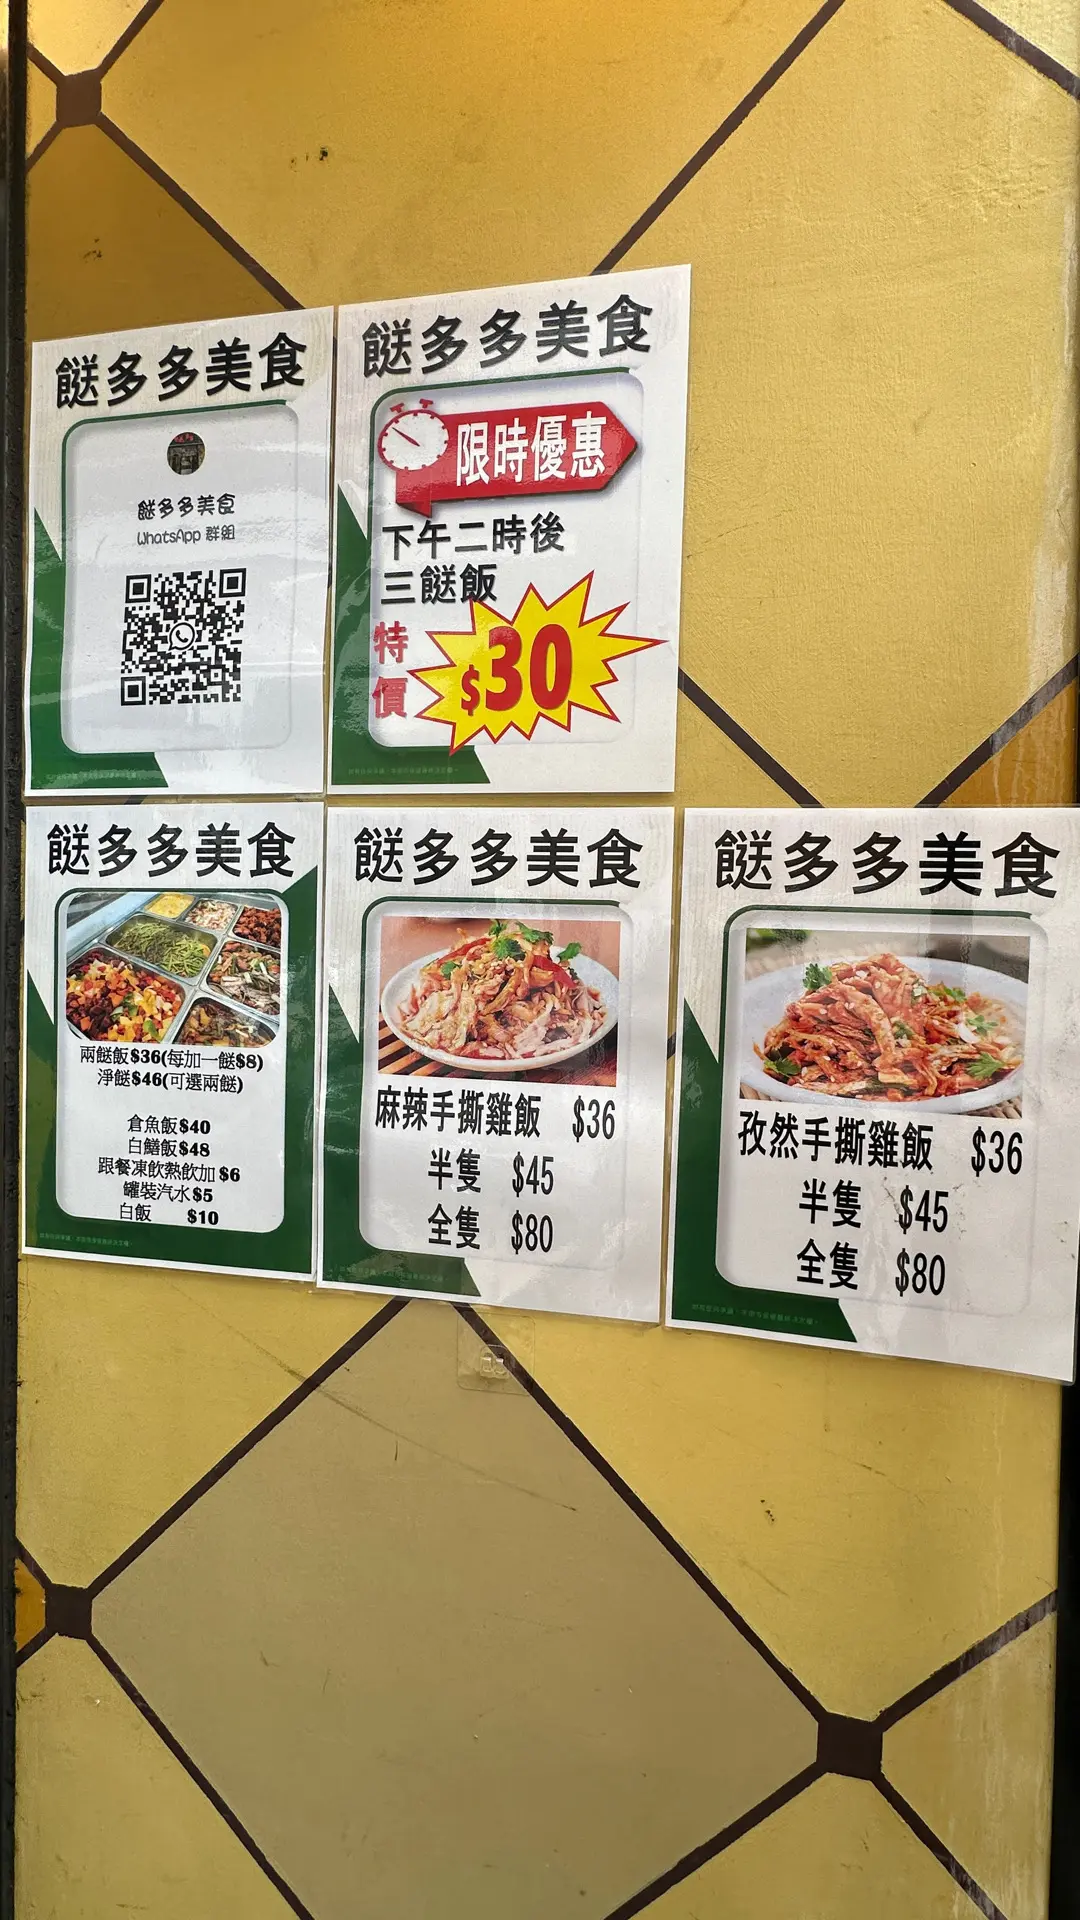 餸多多美食
餸多多美食
WhatsApp 群組
餸多多美食
限時優惠
下午二時後
三餸飯
特價
$30
餸多多美食
兩餸飯$36(每加一餸$8)
淨餸$46(可選兩餸)
倉魚飯$40
白鱔飯$48
跟餐凍飲熱飲加$6
罐裝汽水$5
白飯 $10
餸多多美食
麻辣手撕雞飯 $36
半隻 $45
全隻 $80
餸多多美食
孜然手撕雞飯 $36
半隻 $45
全隻 $80